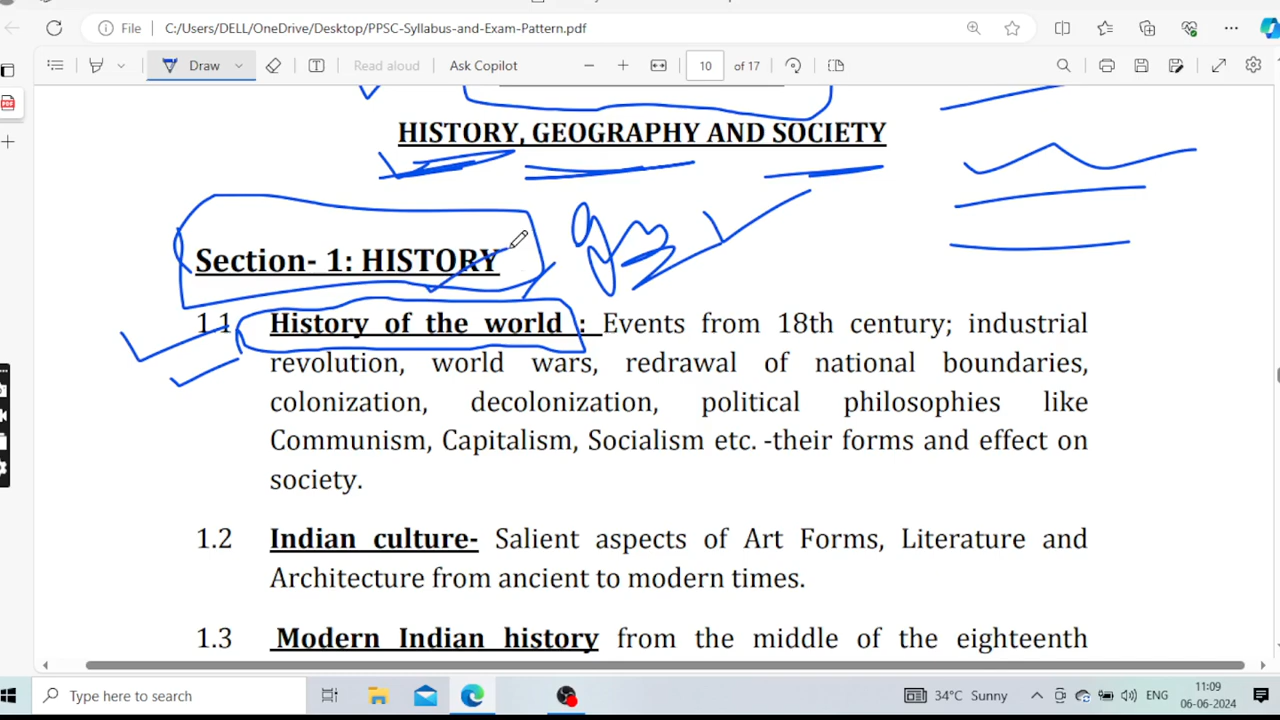 File C:/Users/DELL/OneDrive/Desktop/PPSC-Syllabus-and-Exam-Pattern.pdf
Draw Read aloud Ask Copilot 10 of 17
HISTORY, GEOGRAPHY AND SOCIETY
Section- 1: HISTORY
1.1 History of the world : Events from 18th century; industrial
revolution, world wars, redrawal of national boundaries,
colonization, decolonization, political philosophies like
Communism, Capitalism, Socialism etc. -their forms and effect on
society.
1.2 Indian culture- Salient aspects of Art Forms, Literature and
Architecture from ancient to modern times.
1.3 Modern Indian history from the middle of the eighteenth
Type here to search 34°C Sunny ENG 11:09
06-06-2024